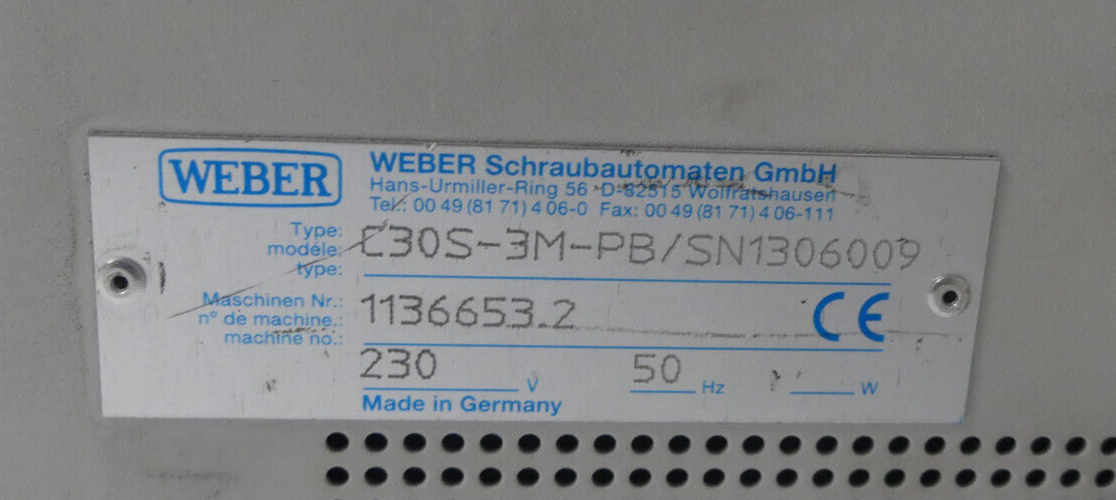 WEBER
WEBER Schraubautomaten GmbH
Hans-Urmiller-Ring 56 D-82515 Wolfratshausen
Tel.: 00 49 (81 71) 4 06-0 Fax: 00 49 (81 71) 4 06-111
Type:
modéle: C30S-3M-PB/SN1306009
type:
Maschinen Nr.:
n° de machine.: 1136653.2 CE
machine no.:
230 V 50 Hz W
Made in Germany